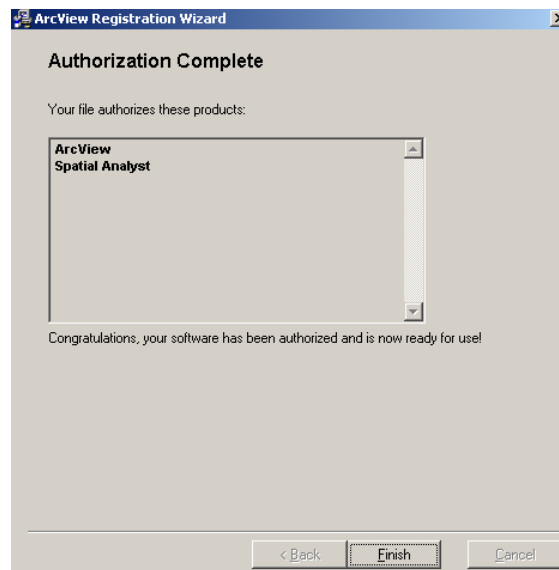 ArcView Registration Wizard
Authorization Complete
Your file authorizes these products:
ArcView
Spatial Analyst
Congratulations, your software has been authorized and is now ready for use!
< Back Finish Cancel